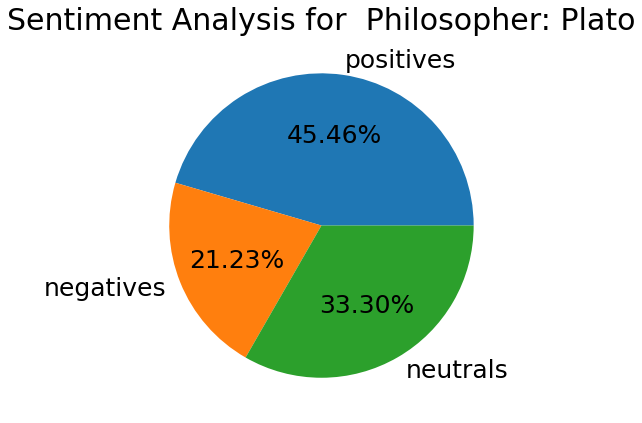 Sentiment Analysis for  Philosopher: Plato
positives
45.46%
21.23%
negatives
33.30%
neutrals